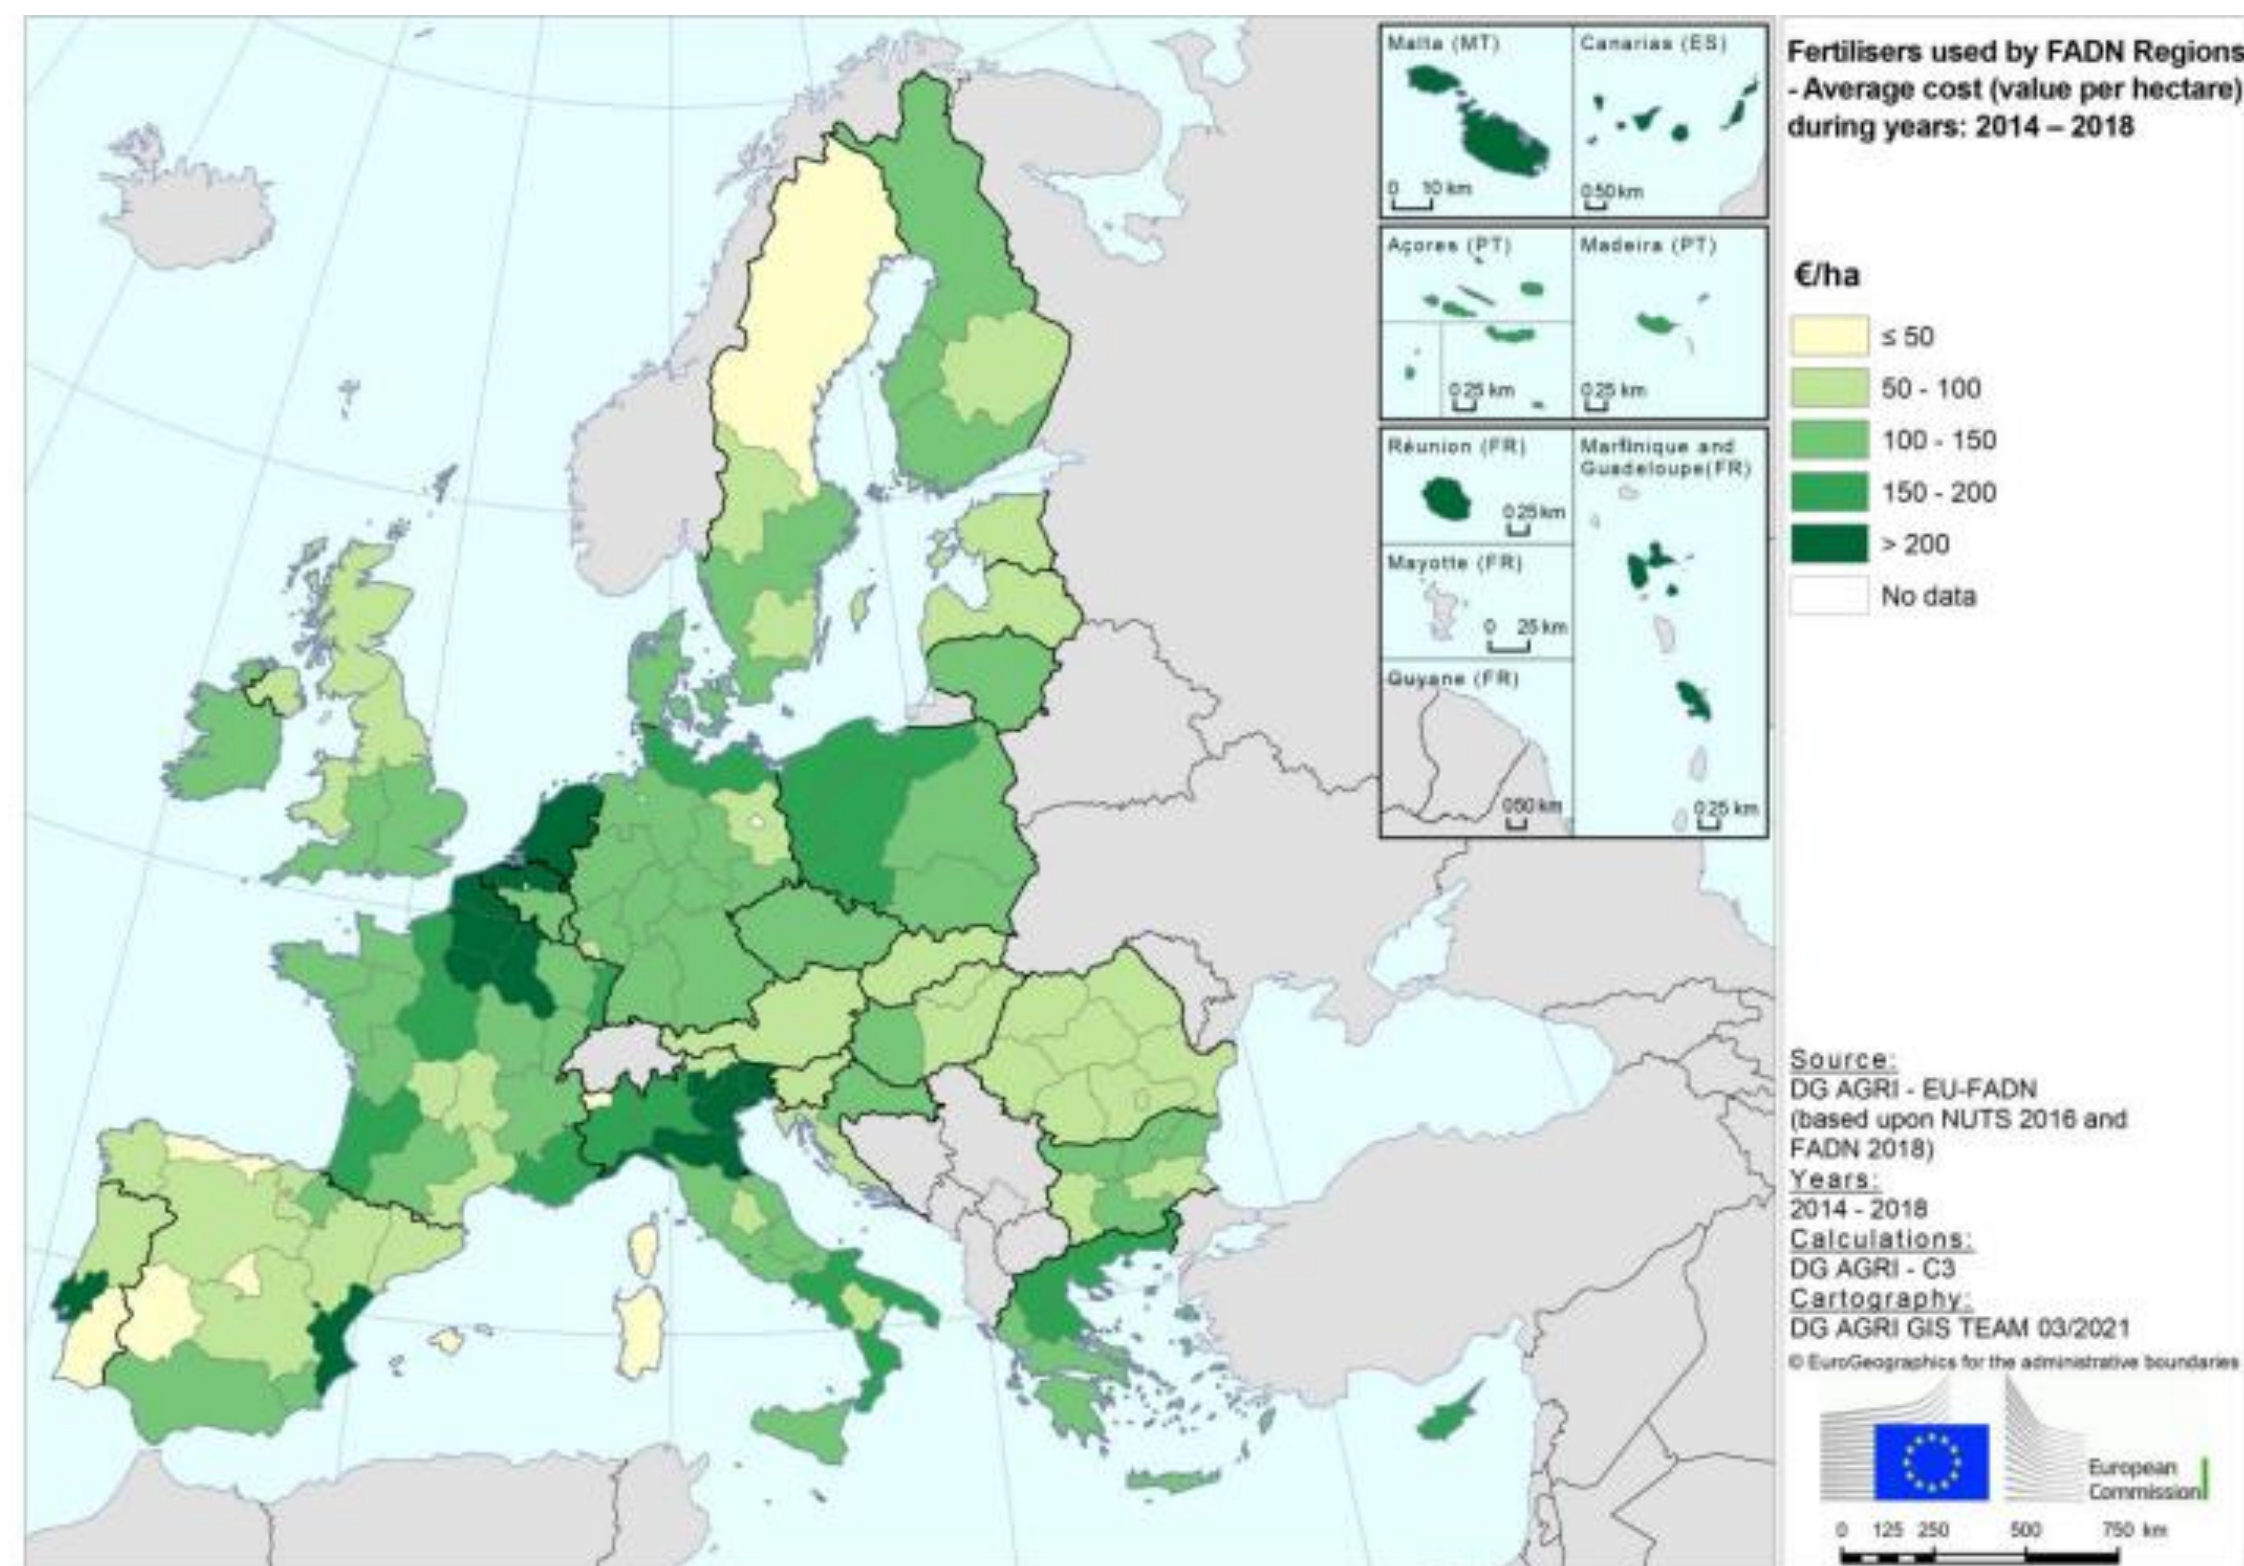 Fertilisers used by FADN Regions
- Average cost (value per hectare)
during years: 2014 – 2018
€/ha
≤ 50
50 - 100
100 - 150
150 - 200
> 200
No data
Malta (MT)
0 10 km
Canarias (ES)
0 50 km
Açores (PT)
0 25 km
Madeira (PT)
0 25 km
Réunion (FR)
0 25 km
Martinique and
Guadeloupe(FR)
0 25 km
Mayotte (FR)
0 25 km
Guyane (FR)
0 50 km
Source:
DG AGRI - EU-FADN
(based upon NUTS 2016 and
FADN 2018)
Years:
2014 - 2018
Calculations:
DG AGRI - C3
Cartography:
DG AGRI GIS TEAM 03/2021
© EuroGeographics for the administrative boundaries
European
Commission
0 125 250 500 750 km